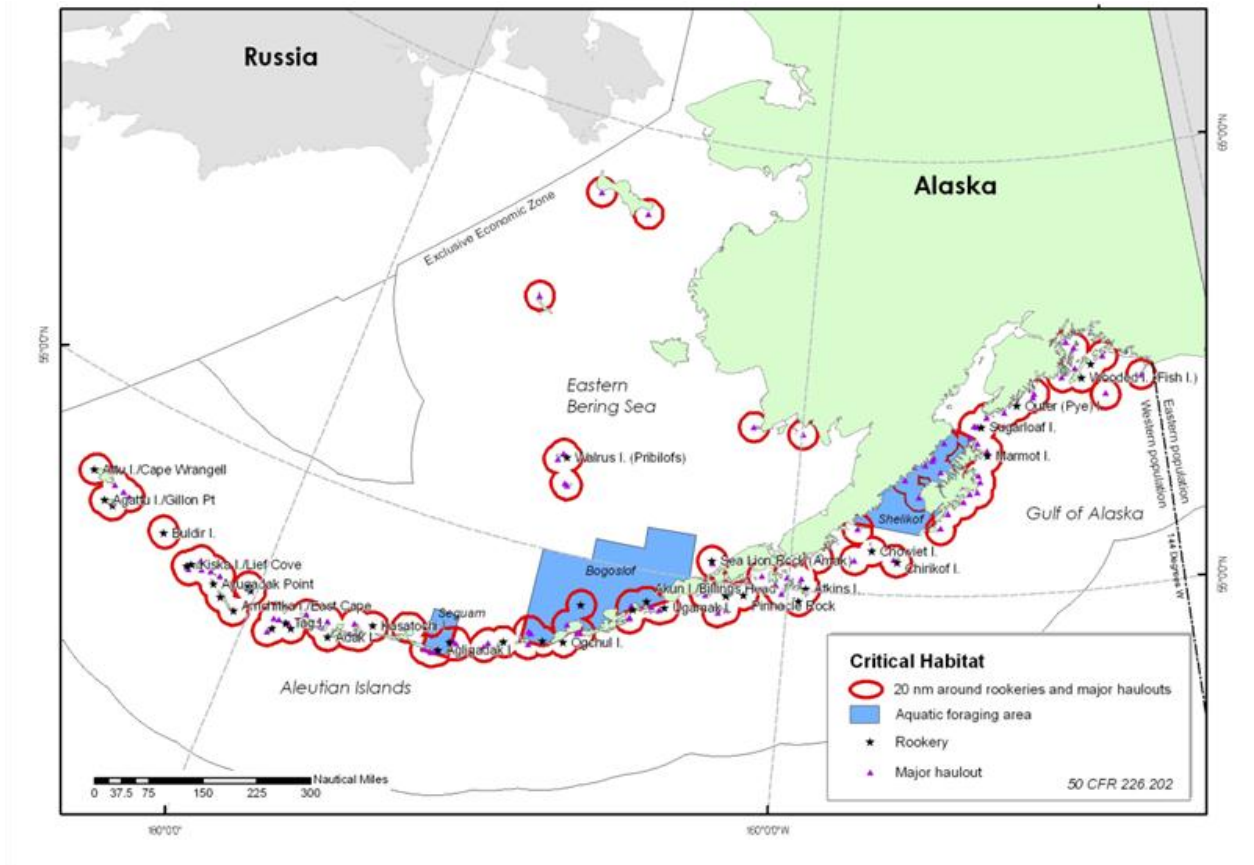 Russia
Alaska
Exclusive Economic Zone
Eastern
Bering Sea
Wooded I. (Fish I.)
Outer (Pye) I.
Sugarloaf I.
Marmot I.
Eastern population
Western population
144 Degrees W
Walrus I. (Pribilofs)
Attu I./Cape Wrangell
Agattu I./Gillon Pt
Buldir I.
Shelikof
Gulf of Alaska
Chowiet I.
Chirikof I.
Sea Lion Rock (Amak)
Kiska I./Lief Cove
Ayugadak Point
Bogoslof
Akun I./Billings Head
Atkins I.
Amchitka I./East Cape
Ugamak I.
Pinnacle Rock
Seguam
Tag I.
Kasatochi I.
Adak I.
Agligadak I.
Ogchul I.
Aleutian Islands
Critical Habitat
20 nm around rookeries and major haulouts
Aquatic foraging area
Rookery
Major haulout
50 CFR 226.202
Nautical Miles
0 37.5 75 150 225 300
180°0'0"
160°0'0"W